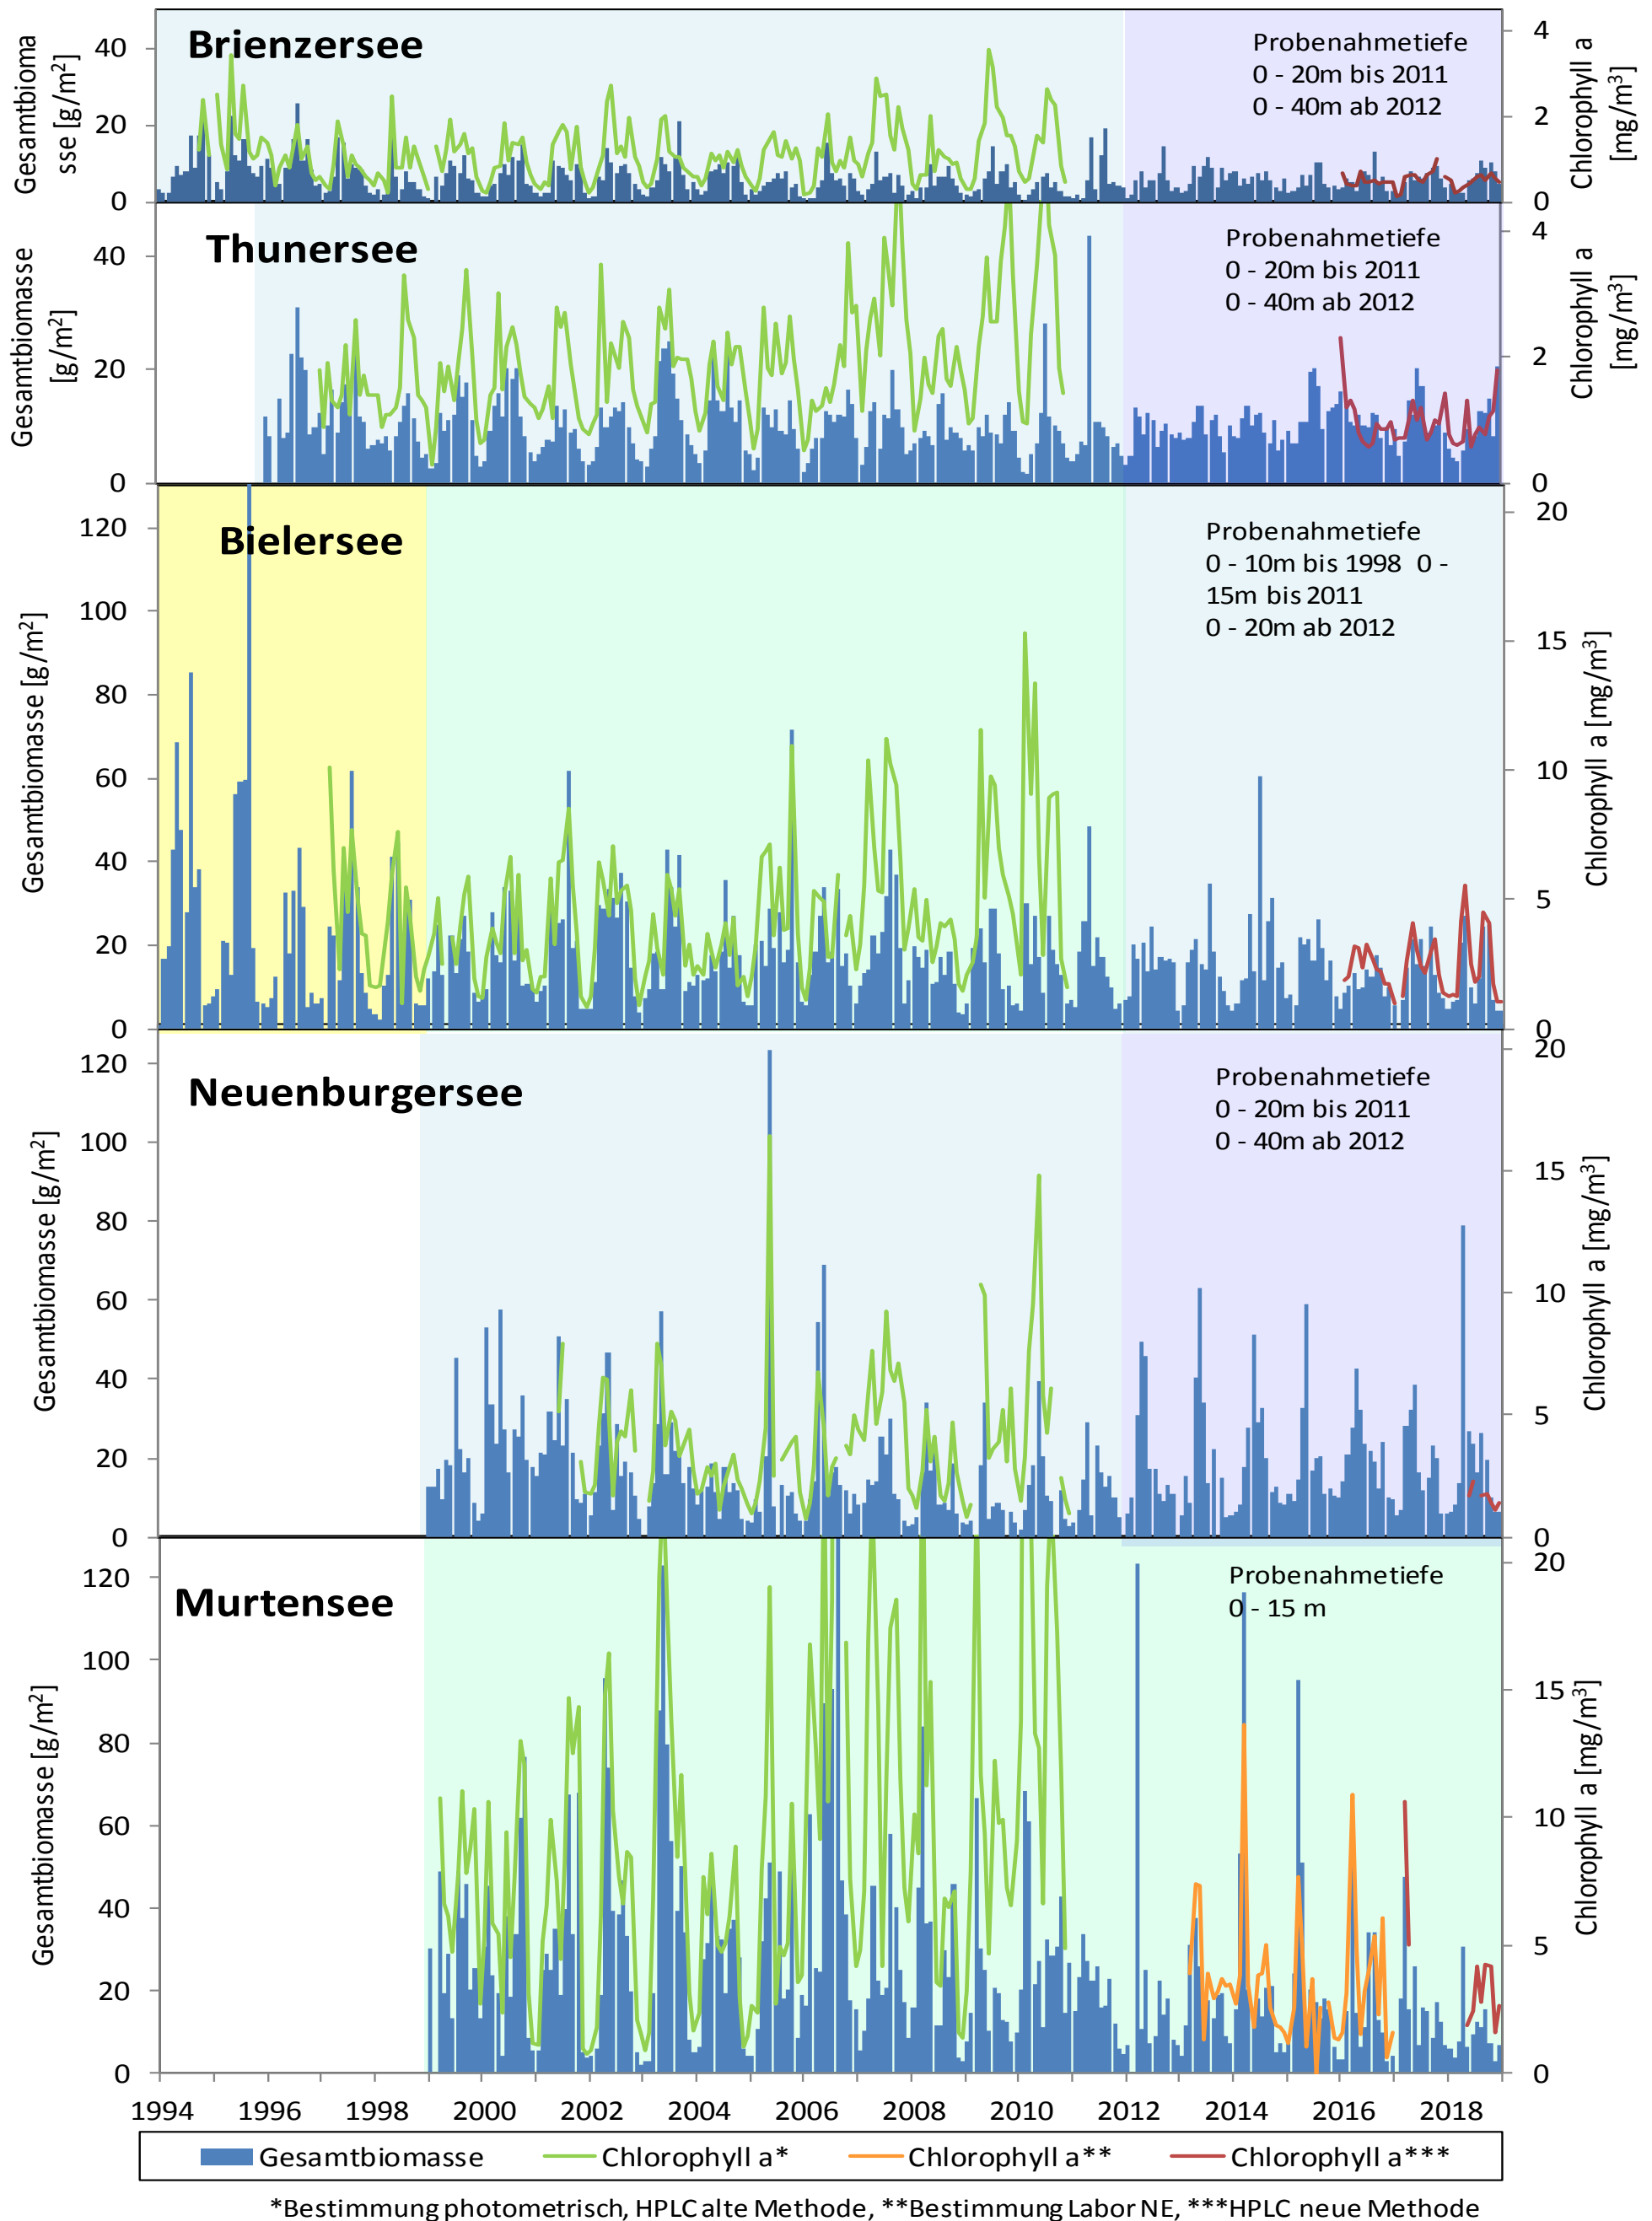 Brienzersee
Gesamtbioma
sse [g/m²]
40
20
0
Probenahmetiefe
0 - 20m bis 2011
0 - 40m ab 2012
4
2
0
Chlorophyll a
[mg/m³]
Thunersee
Gesamtbiomasse
[g/m²]
40
20
0
Probenahmetiefe
0 - 20m bis 2011
0 - 40m ab 2012
4
2
0
Chlorophyll a
[mg/m³]
Bielersee
Gesamtbiomasse [g/m²]
120
100
80
60
40
20
0
Probenahmetiefe
0 - 10m bis 1998 0 -
15m bis 2011
0 - 20m ab 2012
20
15
10
5
0
Chlorophyll a [mg/m³]
Neuenburgersee
Gesamtbiomasse [g/m²]
120
100
80
60
40
20
0
Probenahmetiefe
0 - 20m bis 2011
0 - 40m ab 2012
20
15
10
5
0
Chlorophyll a [mg/m³]
Murtensee
Gesamtbiomasse [g/m²]
120
100
80
60
40
20
0
Probenahmetiefe
0 - 15 m
20
15
10
5
0
Chlorophyll a [mg/m³]
1994 1996 1998 2000 2002 2004 2006 2008 2010 2012 2014 2016 2018
Gesamtbiomasse Chlorophyll a* Chlorophyll a** Chlorophyll a***
*Bestimmung photometrisch, HPLC alte Methode, **Bestimmung Labor NE, ***HPLC neue Methode